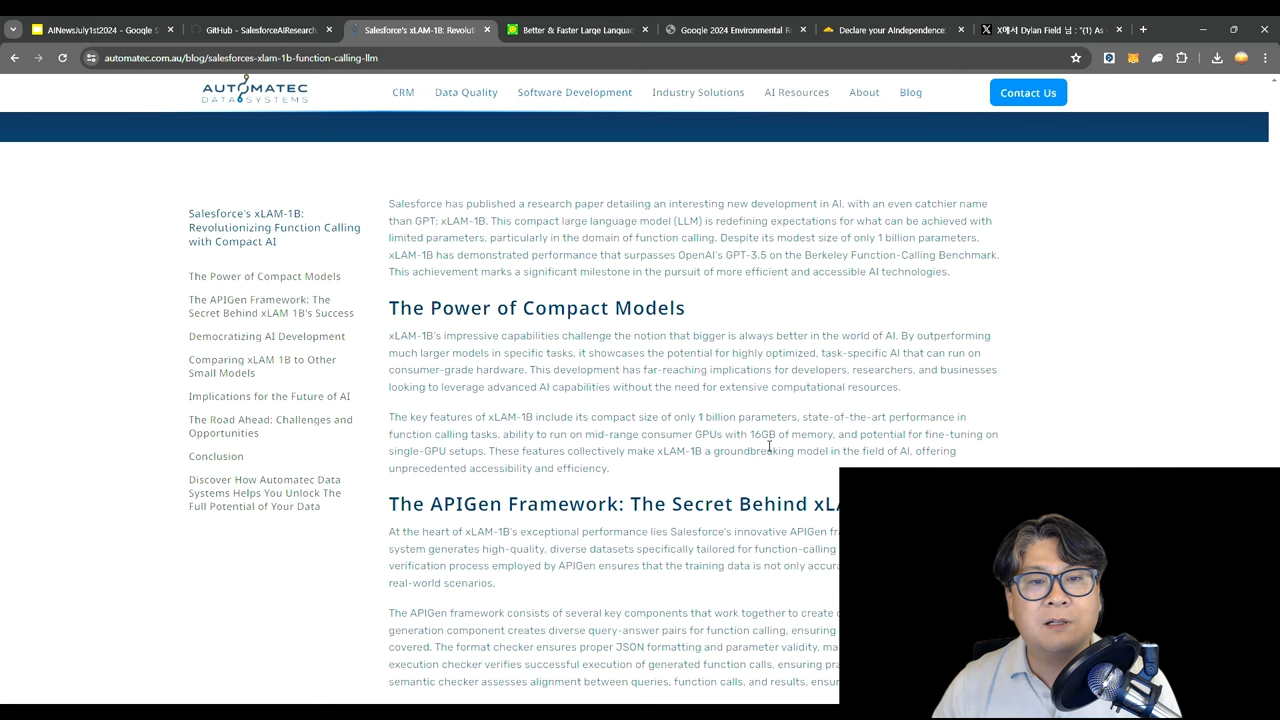 AINewsJuly1st2024 - Google S
GitHub - SalesforceAIResearch
Salesforce's xLAM-1B: Revoluti
Better & Faster Large Languag
Google 2024 Environmental R
Declare your AIndependence:
X에서 Dylan Field 님 : "(1) As
automatec.com.au/blog/salesforces-xlam-1b-function-calling-llm
AUTOMATEC
DATA SYSTEMS
CRM
Data Quality
Software Development
Industry Solutions
AI Resources
About
Blog
Contact Us
Salesforce's xLAM-1B:
Revolutionizing Function Calling
with Compact AI
The Power of Compact Models
The APIGen Framework: The
Secret Behind xLAM 1B's Success
Democratizing AI Development
Comparing xLAM 1B to Other
Small Models
Implications for the Future of AI
The Road Ahead: Challenges and
Opportunities
Conclusion
Discover How Automatec Data
Systems Helps You Unlock The
Full Potential of Your Data
Salesforce has published a research paper detailing an interesting new development in AI, with an even catchier name
than GPT: xLAM-1B. This compact large language model (LLM) is redefining expectations for what can be achieved with
limited parameters, particularly in the domain of function calling. Despite its modest size of only 1 billion parameters,
xLAM-1B has demonstrated performance that surpasses OpenAI's GPT-3.5 on the Berkeley Function-Calling Benchmark.
This achievement marks a significant milestone in the pursuit of more efficient and accessible AI technologies.
The Power of Compact Models
xLAM-1B's impressive capabilities challenge the notion that bigger is always better in the world of AI. By outperforming
much larger models in specific tasks, it showcases the potential for highly optimized, task-specific AI that can run on
consumer-grade hardware. This development has far-reaching implications for developers, researchers, and businesses
looking to leverage advanced AI capabilities without the need for extensive computational resources.
The key features of xLAM-1B include its compact size of only 1 billion parameters, state-of-the-art performance in
function calling tasks, ability to run on mid-range consumer GPUs with 16GB of memory, and potential for fine-tuning on
single-GPU setups. These features collectively make xLAM-1B a groundbreaking model in the field of AI, offering
unprecedented accessibility and efficiency.
The APIGen Framework: The Secret Behind xL
At the heart of xLAM-1B's exceptional performance lies Salesforce's innovative APIGen fr
system generates high-quality, diverse datasets specifically tailored for function-calling
verification process employed by APIGen ensures that the training data is not only accur
real-world scenarios.
The APIGen framework consists of several key components that work together to create
generation component creates diverse query-answer pairs for function calling, ensuring
covered. The format checker ensures proper JSON formatting and parameter validity, ma
execution checker verifies successful execution of generated function calls, ensuring pra
semantic checker assesses alignment between queries, function calls, and results, ensur